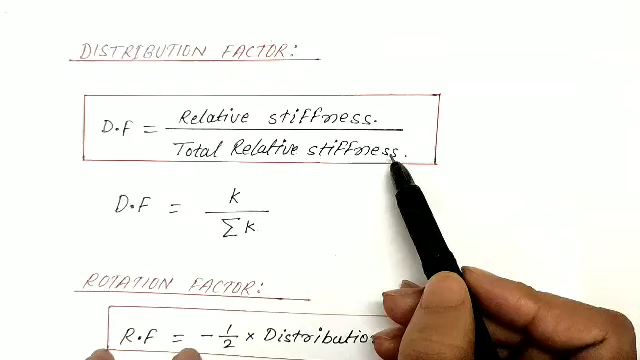 DISTRIBUTION FACTOR:
D.F = Relative stiffness. / Total Relative stiffness.
D.F = K / ΣK
ROTATION FACTOR:
R.F = - 1/2 × Distributio